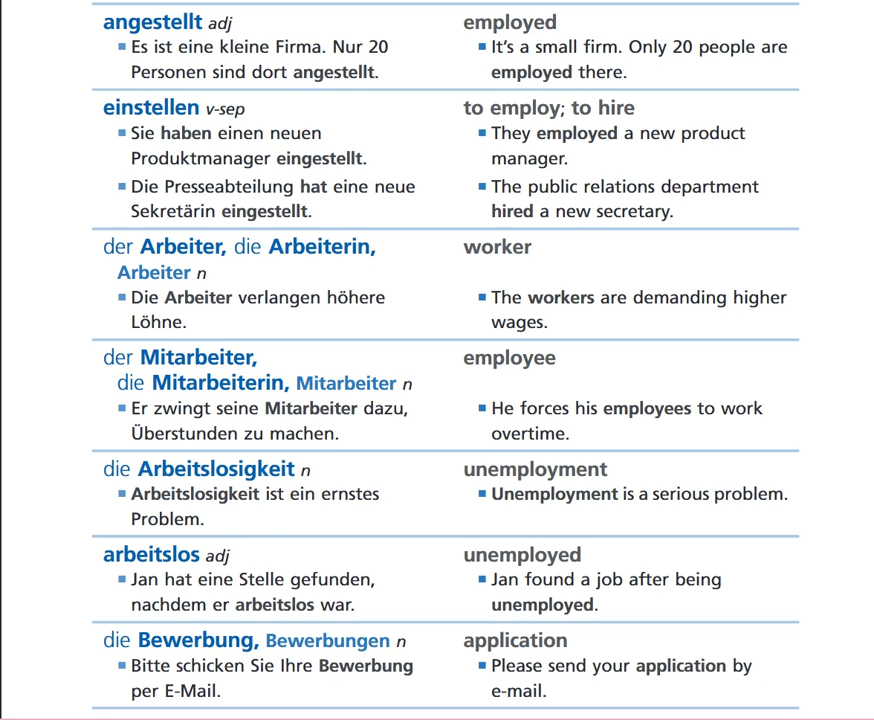 angestellt adj
▪ Es ist eine kleine Firma. Nur 20
Personen sind dort angestellt.
employed
▪ It’s a small firm. Only 20 people are
employed there.
einstellen v-sep
▪ Sie haben einen neuen
Produktmanager eingestellt.
▪ Die Presseabteilung hat eine neue
Sekretärin eingestellt.
to employ; to hire
▪ They employed a new product
manager.
▪ The public relations department
hired a new secretary.
der Arbeiter, die Arbeiterin,
Arbeiter n
▪ Die Arbeiter verlangen höhere
Löhne.
worker
▪ The workers are demanding higher
wages.
der Mitarbeiter,
die Mitarbeiterin, Mitarbeiter n
▪ Er zwingt seine Mitarbeiter dazu,
Überstunden zu machen.
employee
▪ He forces his employees to work
overtime.
die Arbeitslosigkeit n
▪ Arbeitslosigkeit ist ein ernstes
Problem.
unemployment
▪ Unemployment is a serious problem.
arbeitslos adj
▪ Jan hat eine Stelle gefunden,
nachdem er arbeitslos war.
unemployed
▪ Jan found a job after being
unemployed.
die Bewerbung, Bewerbungen n
▪ Bitte schicken Sie Ihre Bewerbung
per E-Mail.
application
▪ Please send your application by
e-mail.